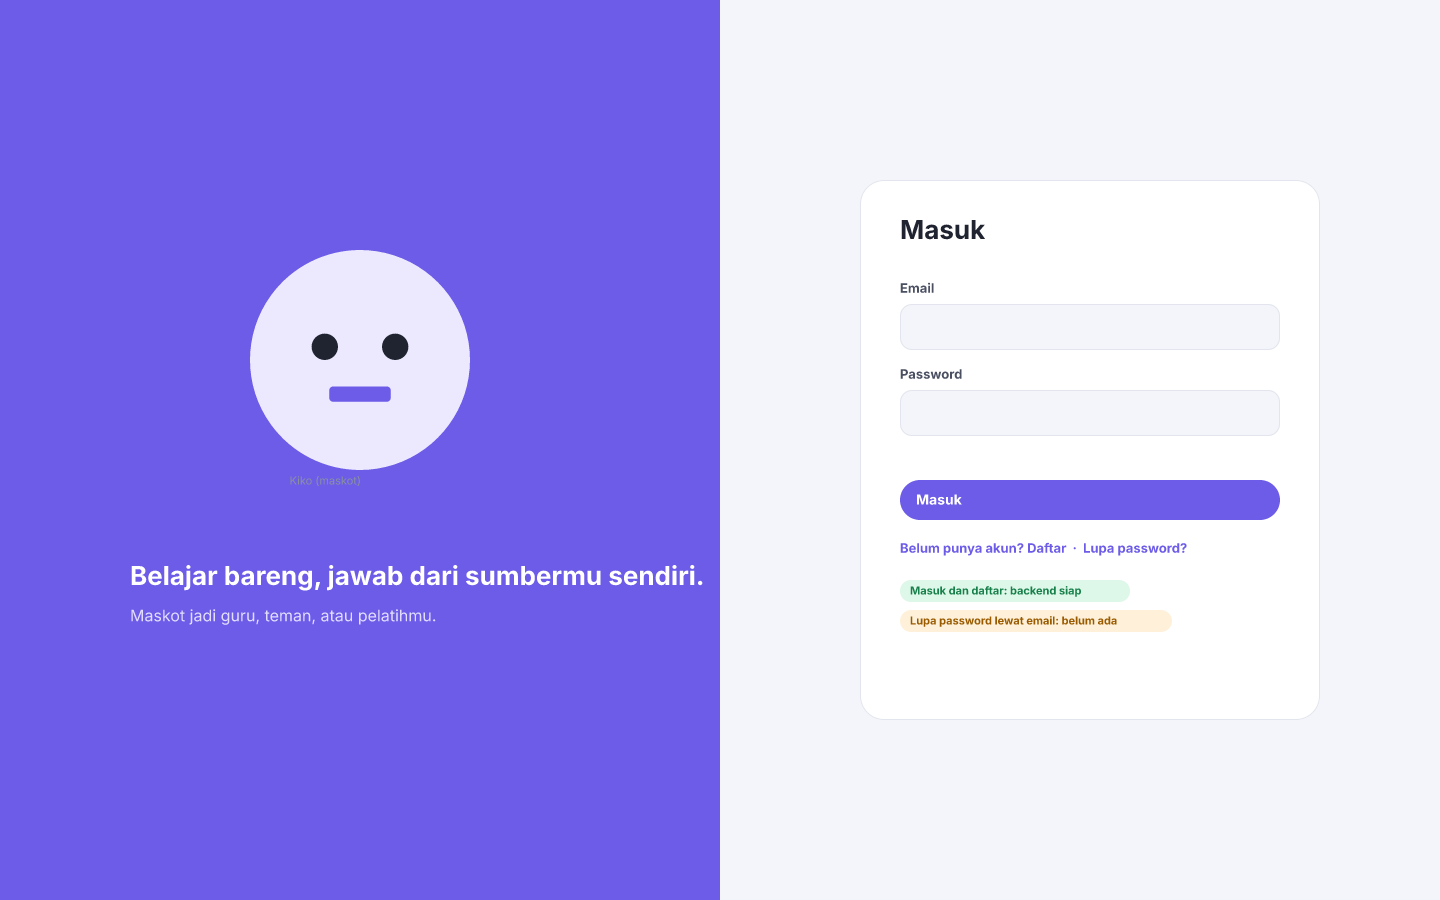 Kiko (maskot)
Belajar bareng, jawab dari sumbermu sendiri.
Maskot jadi guru, teman, atau pelatihmu.
Masuk
Email
Password
Masuk
Belum punya akun? Daftar · Lupa password?
Masuk dan daftar: backend siap
Lupa password lewat email: belum ada